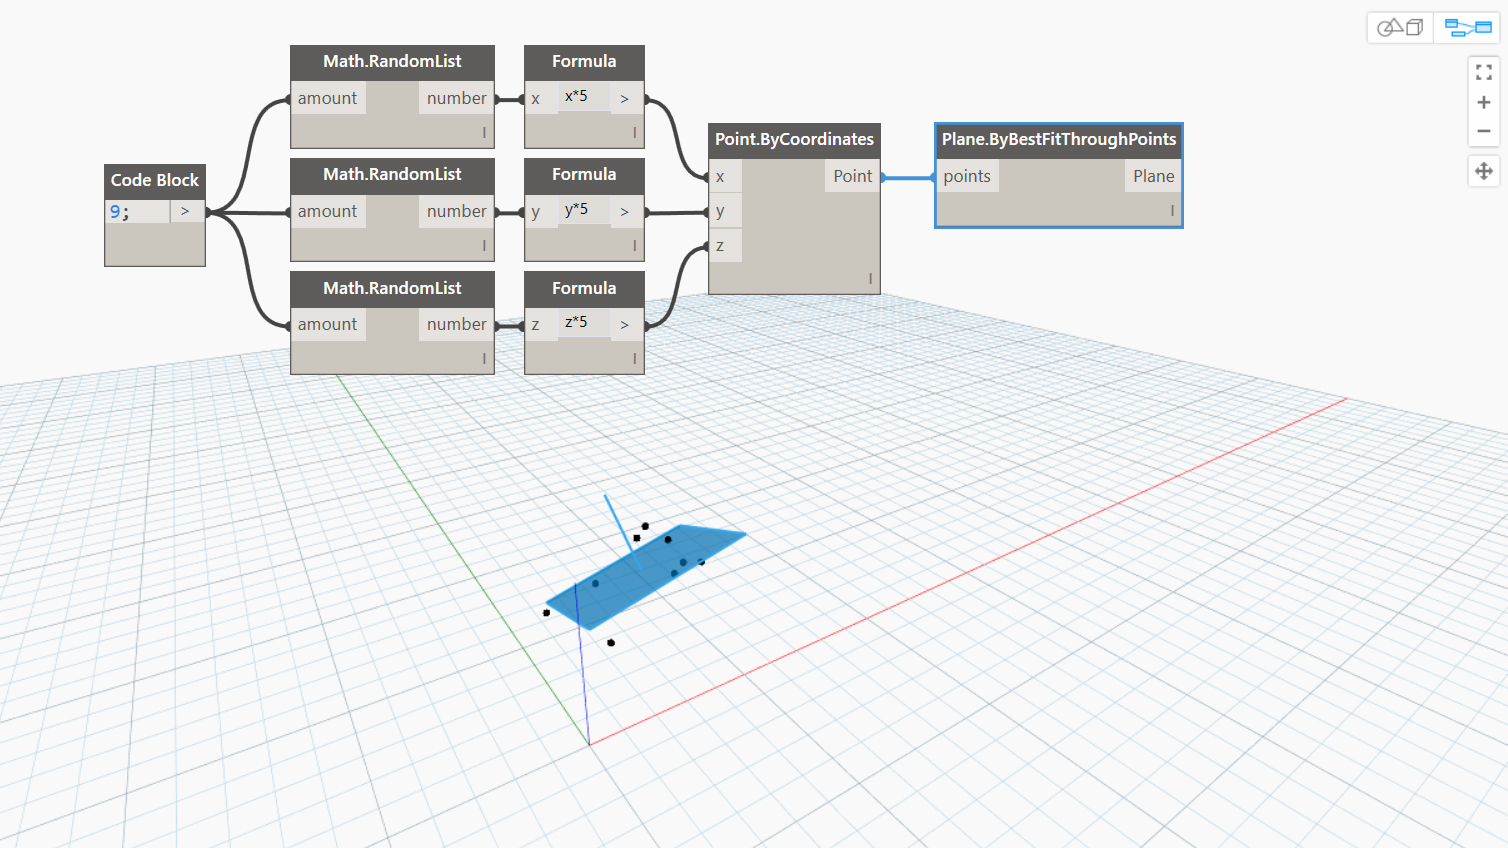 Math.RandomList
amount number
l
Formula
x x*5 >
l
Code Block
9; >
Math.RandomList
amount number
l
Formula
y y*5 >
l
Math.RandomList
amount number
l
Formula
z z*5 >
l
Point.ByCoordinates
x Point
y
z
l
Plane.ByBestFitThroughPoints
points Plane
l